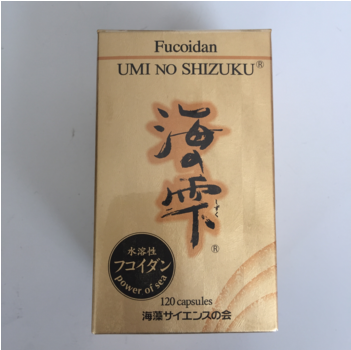 Fucoidan
UMI NO SHIZUKU®
海の雫
しずく
®
水溶性
フコイダン
power of sea
120 capsules
海藻サイエンスの会